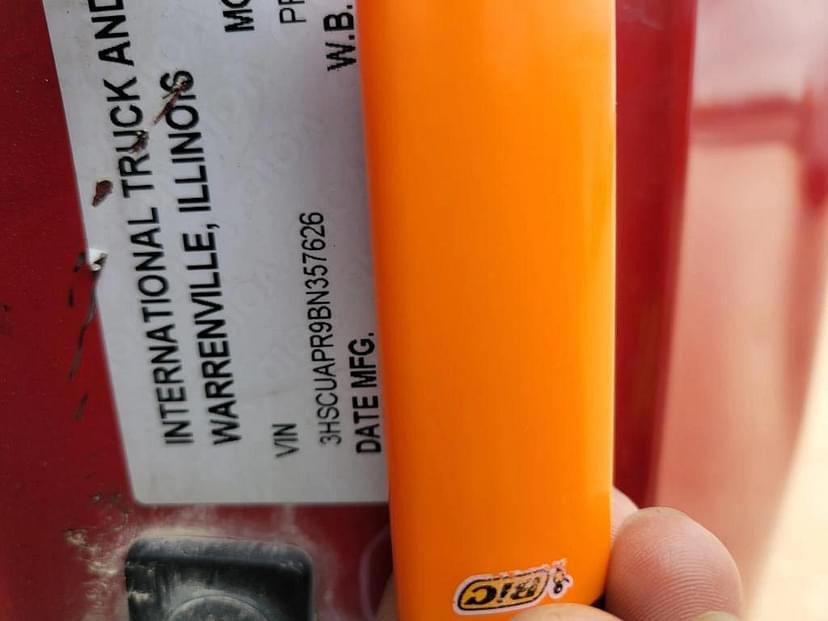 INTERNATIONAL TRUCK AND
WARRENVILLE, ILLINOIS
VIN
3HSCUAPR9BN357626
DATE MFG.
W.B.
BIC